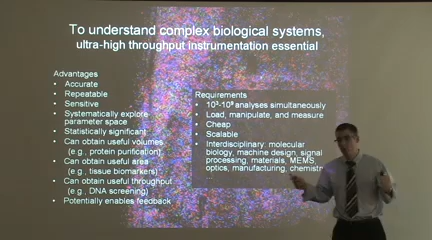 To understand complex biological systems,
ultra-high throughput instrumentation essential
Advantages
• Accurate
• Repeatable
• Sensitive
• Systematically explore
parameter space
• Statistically significant
• Can obtain useful volumes
(e.g., protein purification)
• Can obtain useful area
(e.g., tissue biomarkers)
• Can obtain useful throughput
(e.g., DNA screening)
• Potentially enables feedback
Requirements
• 10³-10⁹ analyses simultaneously
• Load, manipulate, and measure
• Cheap
• Scalable
• Interdisciplinary, molecular
biology, machine design, signal
processing, materials, MEMS,
optics, manufacturing, chemistr